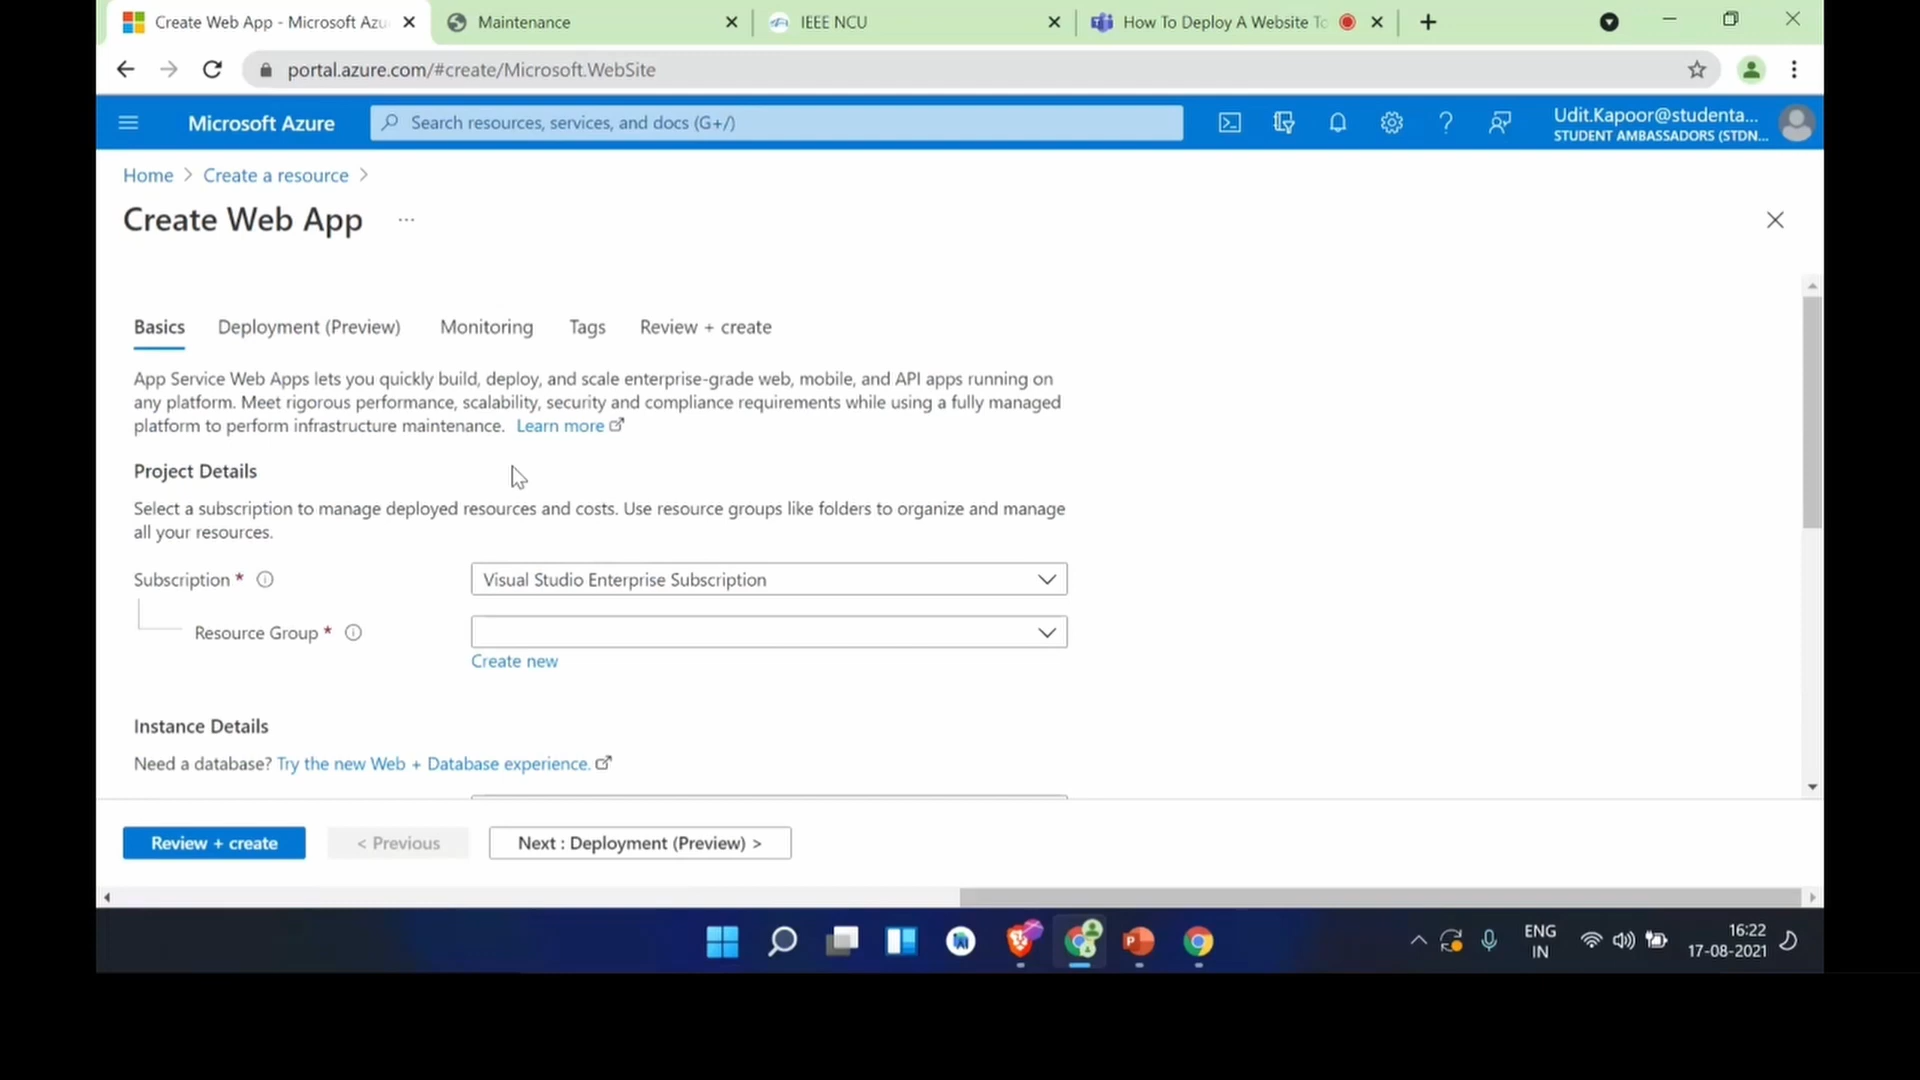 Create Web App - Microsoft Azu
Maintenance
IEEE NCU
How To Deploy A Website To
portal.azure.com/#create/Microsoft.WebSite
Microsoft Azure
Search resources, services, and docs (G+/)
Udit.Kapoor@studenta...
STUDENT AMBASSADORS (STDN...
Home > Create a resource >
Create Web App ...
Basics
Deployment (Preview)
Monitoring
Tags
Review + create
App Service Web Apps lets you quickly build, deploy, and scale enterprise-grade web, mobile, and API apps running on
any platform. Meet rigorous performance, scalability, security and compliance requirements while using a fully managed
platform to perform infrastructure maintenance. Learn more
Project Details
Select a subscription to manage deployed resources and costs. Use resource groups like folders to organize and manage
all your resources.
Subscription *
Visual Studio Enterprise Subscription
Resource Group *
Create new
Instance Details
Need a database? Try the new Web + Database experience.
Review + create
< Previous
Next : Deployment (Preview) >
ENG
IN
16:22
17-08-2021